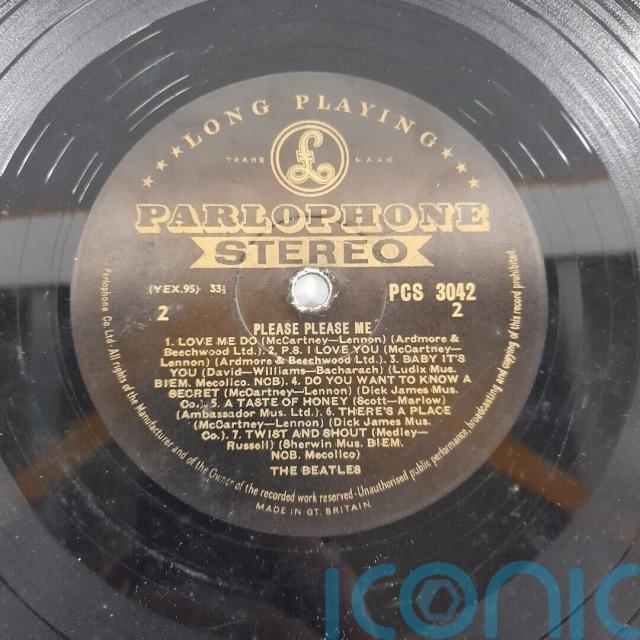 ★★★LONG PLAYING★★★
TRADE MARK
£
PARLOPHONE
STEREO
(YEX.95) 33⅓
PCS 3042
2
2
PLEASE PLEASE ME
1. LOVE ME DO (McCartney–Lennon) (Ardmore &
Beechwood Ltd.). 2. P.S. I LOVE YOU (McCartney–
Lennon) (Ardmore & Beechwood Ltd.). 3. BABY IT'S
YOU (David–Williams–Bacharach) (Ludix Mus.
BIEM. Mecolico. NCB). 4. DO YOU WANT TO KNOW A
SECRET (McCartney–Lennon) (Dick James Mus.
Co.). 5. A TASTE OF HONEY (Scott–Marlow)
(Ambassador Mus. Ltd.). 6. THERE'S A PLACE
(McCartney–Lennon) (Dick James Mus.
Co.). 7. TWIST AND SHOUT (Medley–
Russell) (Sherwin Mus. BIEM.
NCB. Mecolico)
THE BEATLES
The Parlophone Co. Ltd. All rights of the Manufacturer and of the Owner of the recorded work reserved·Unauthorised public performance, broadcasting and copying of this record prohibited
MADE IN GT. BRITAIN
ICONIC